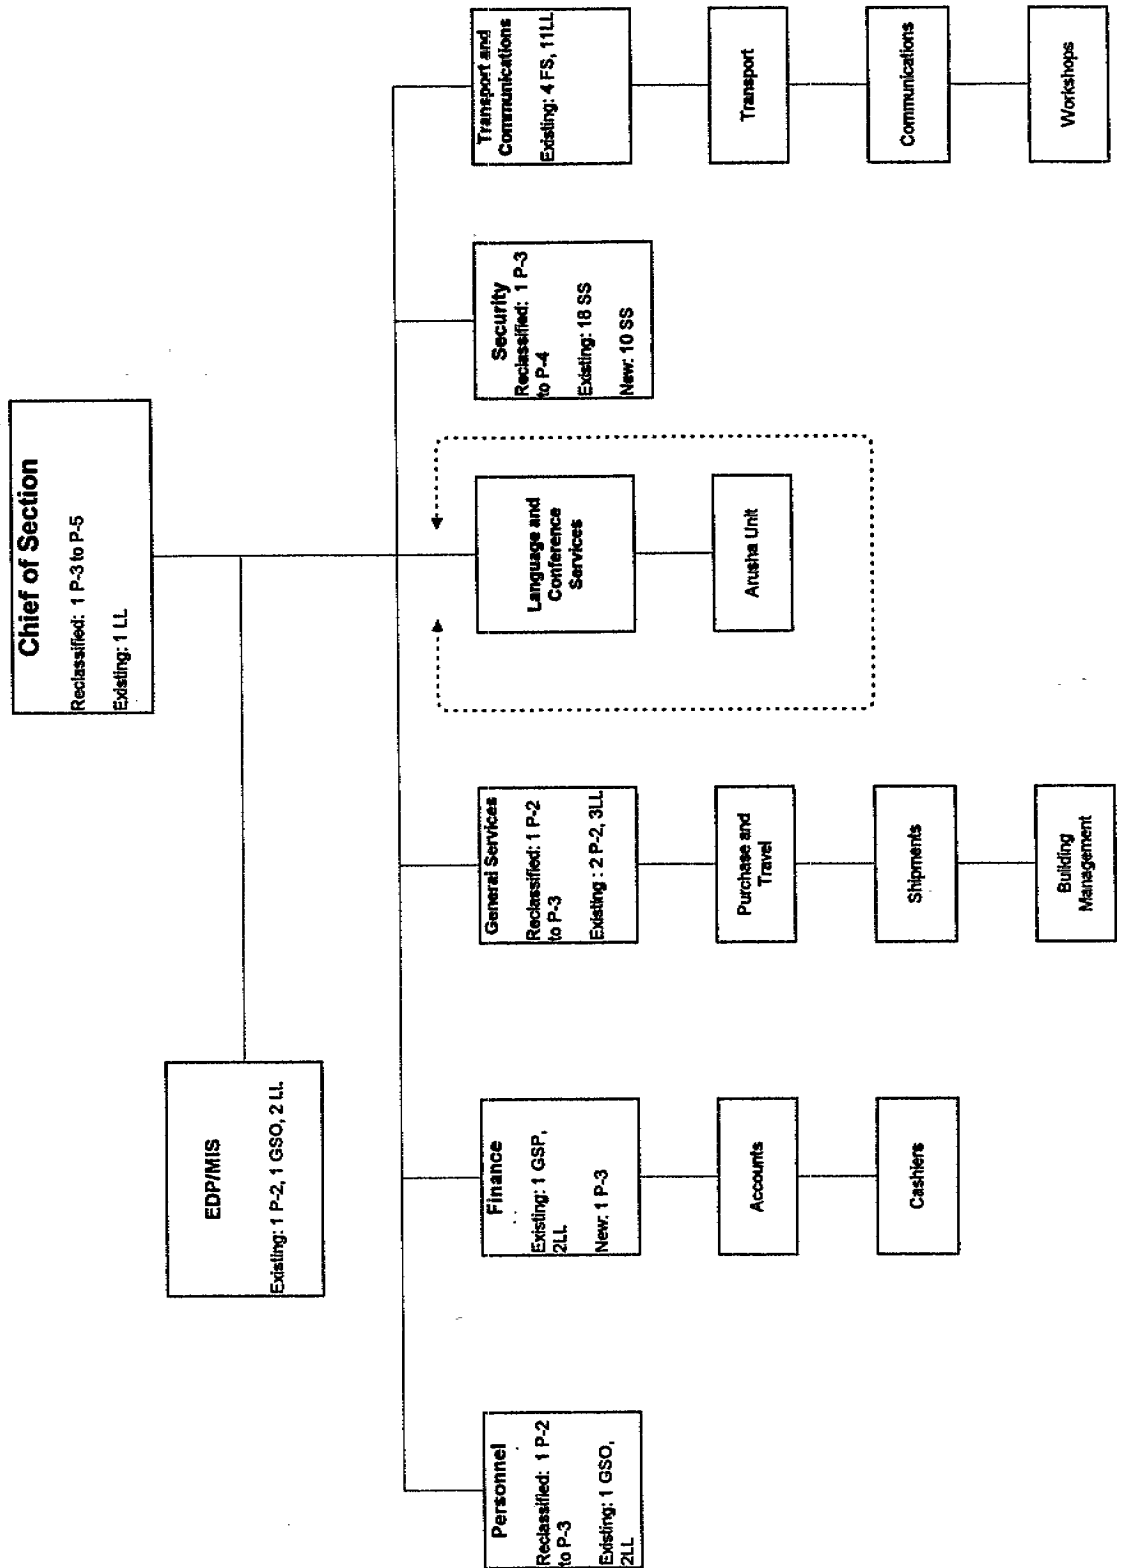 Chief of Section
Reclassified: 1 P-3 to P-5
Existing: 1 LL
EDP/MIS
Existing: 1 P-2, 1 GSO, 2 LL
Personnel
Reclassified: 1 P-2
to P-3
Existing: 1 GSO,
2LL
Finance
Existing: 1 GSP,
2LL
New: 1 P-3
Accounts
Cashiers
General Services
Reclassified: 1 P-2
to P-3
Existing : 2 P-2, 3LL
Purchase and
Travel
Shipments
Building
Management
Language and
Conference
Services
Arusha Unit
Security
Reclassified: 1 P-3
to P-4
Existing: 18 SS
New: 10 SS
Transport and
Communications
Existing: 4 FS, 11LL
Transport
Communications
Workshops